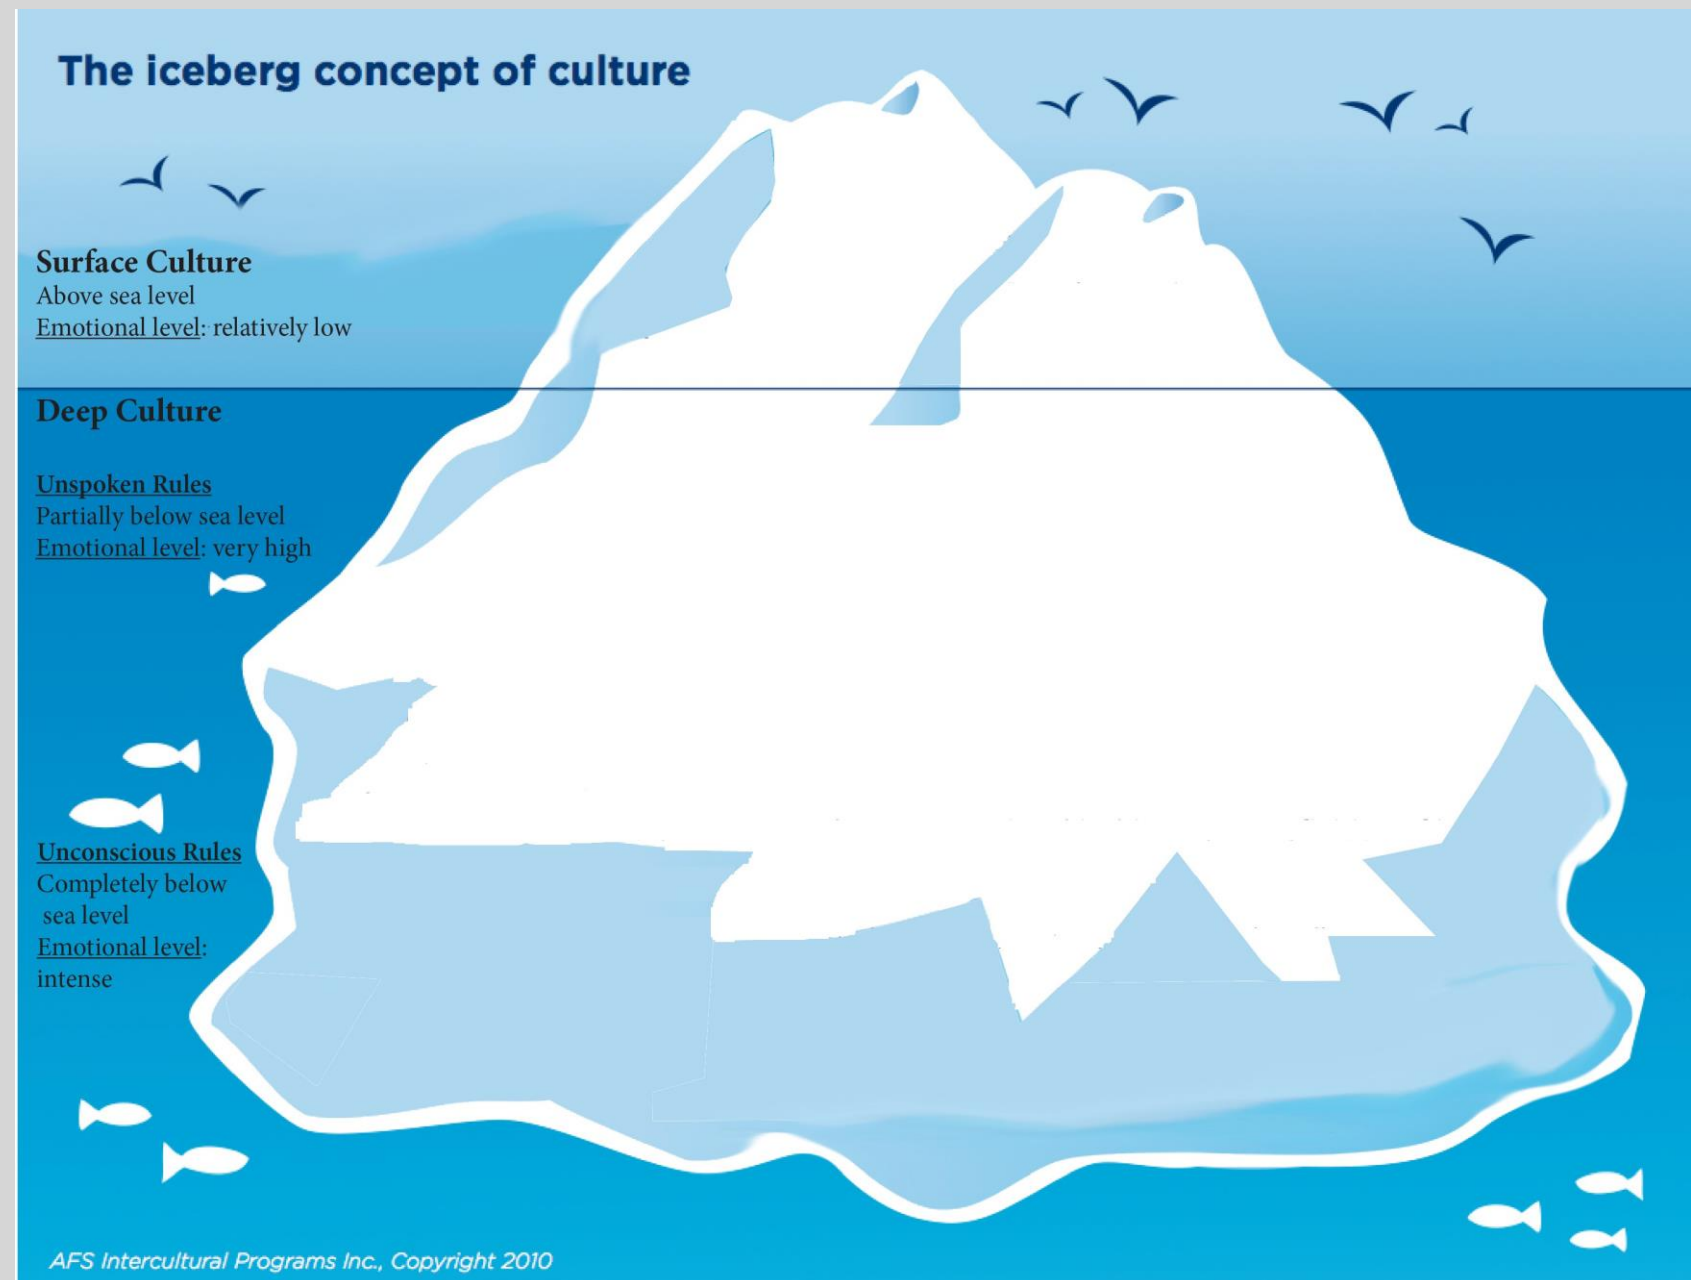 The iceberg concept of culture
Surface Culture
Above sea level
Emotional level: relatively low
Deep Culture
Unspoken Rules
Partially below sea level
Emotional level: very high
Unconscious Rules
Completely below
sea level
Emotional level:
intense
AFS Intercultural Programs Inc., Copyright 2010